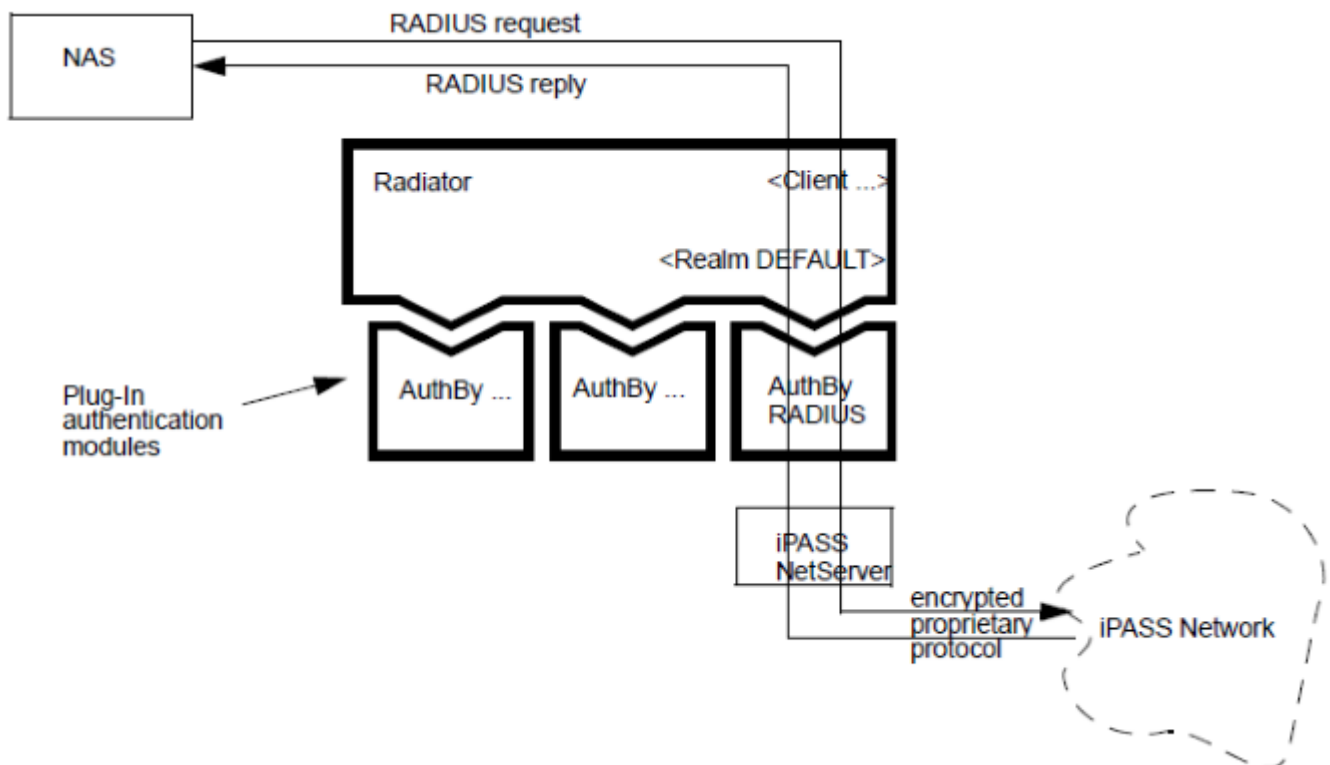 RADIUS request
NAS
RADIUS reply
Radiator
<Client ...>
<Realm DEFAULT>
Plug-In
authentication
modules
AuthBy ...
AuthBy ...
AuthBy
RADIUS
iPASS
NetServer
encrypted
proprietary
protocol
iPASS Network